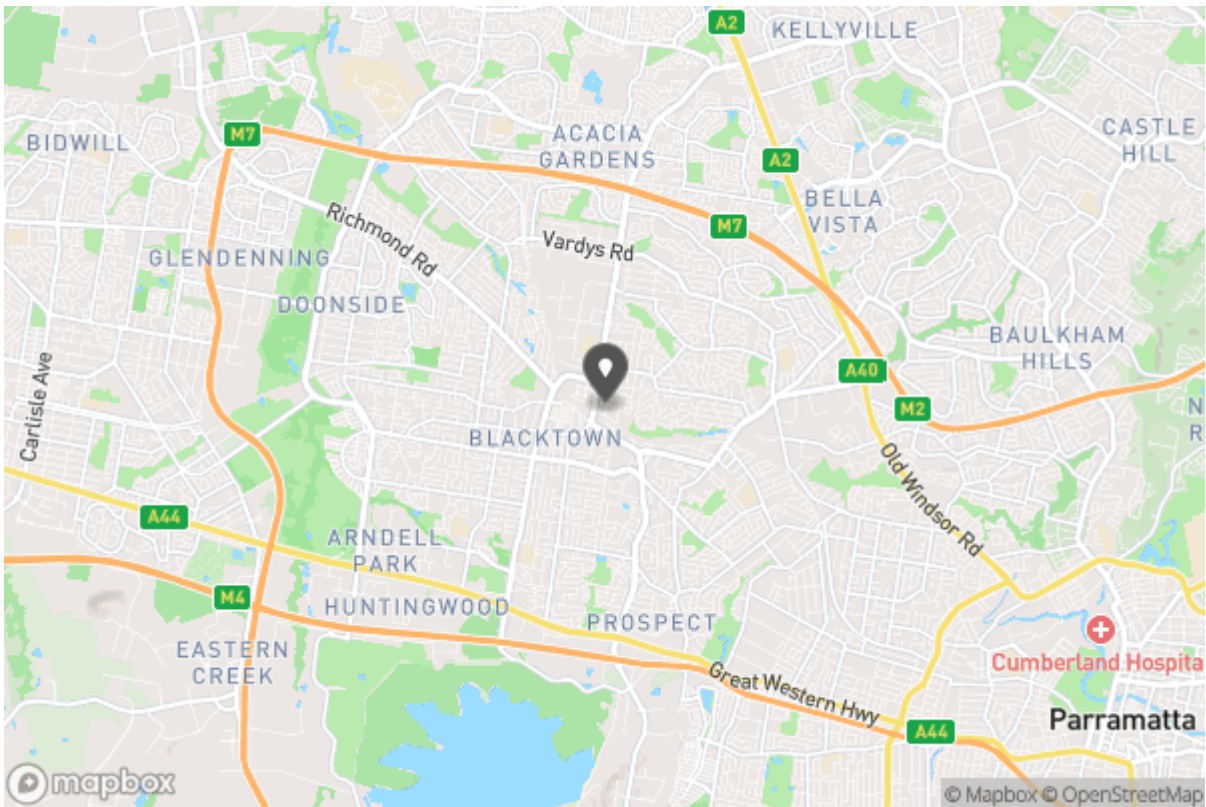 A2
KELLYVILLE
M7
BIDWILL
ACACIA
GARDENS
CASTLE
HILL
A2
BELLA
VISTA
Richmond Rd
M7
Vardys Rd
GLENDENNING
DOONSIDE
BAULKHAM
HILLS
Carlisle Ave
A40
M2
N
R
BLACKTOWN
Old Windsor Rd
A44
ARNDELL
PARK
M4
HUNTINGWOOD
PROSPECT
EASTERN
CREEK
Cumberland Hospita
Great Western Hwy
Parramatta
A44
mapbox
© Mapbox © OpenStreetMap